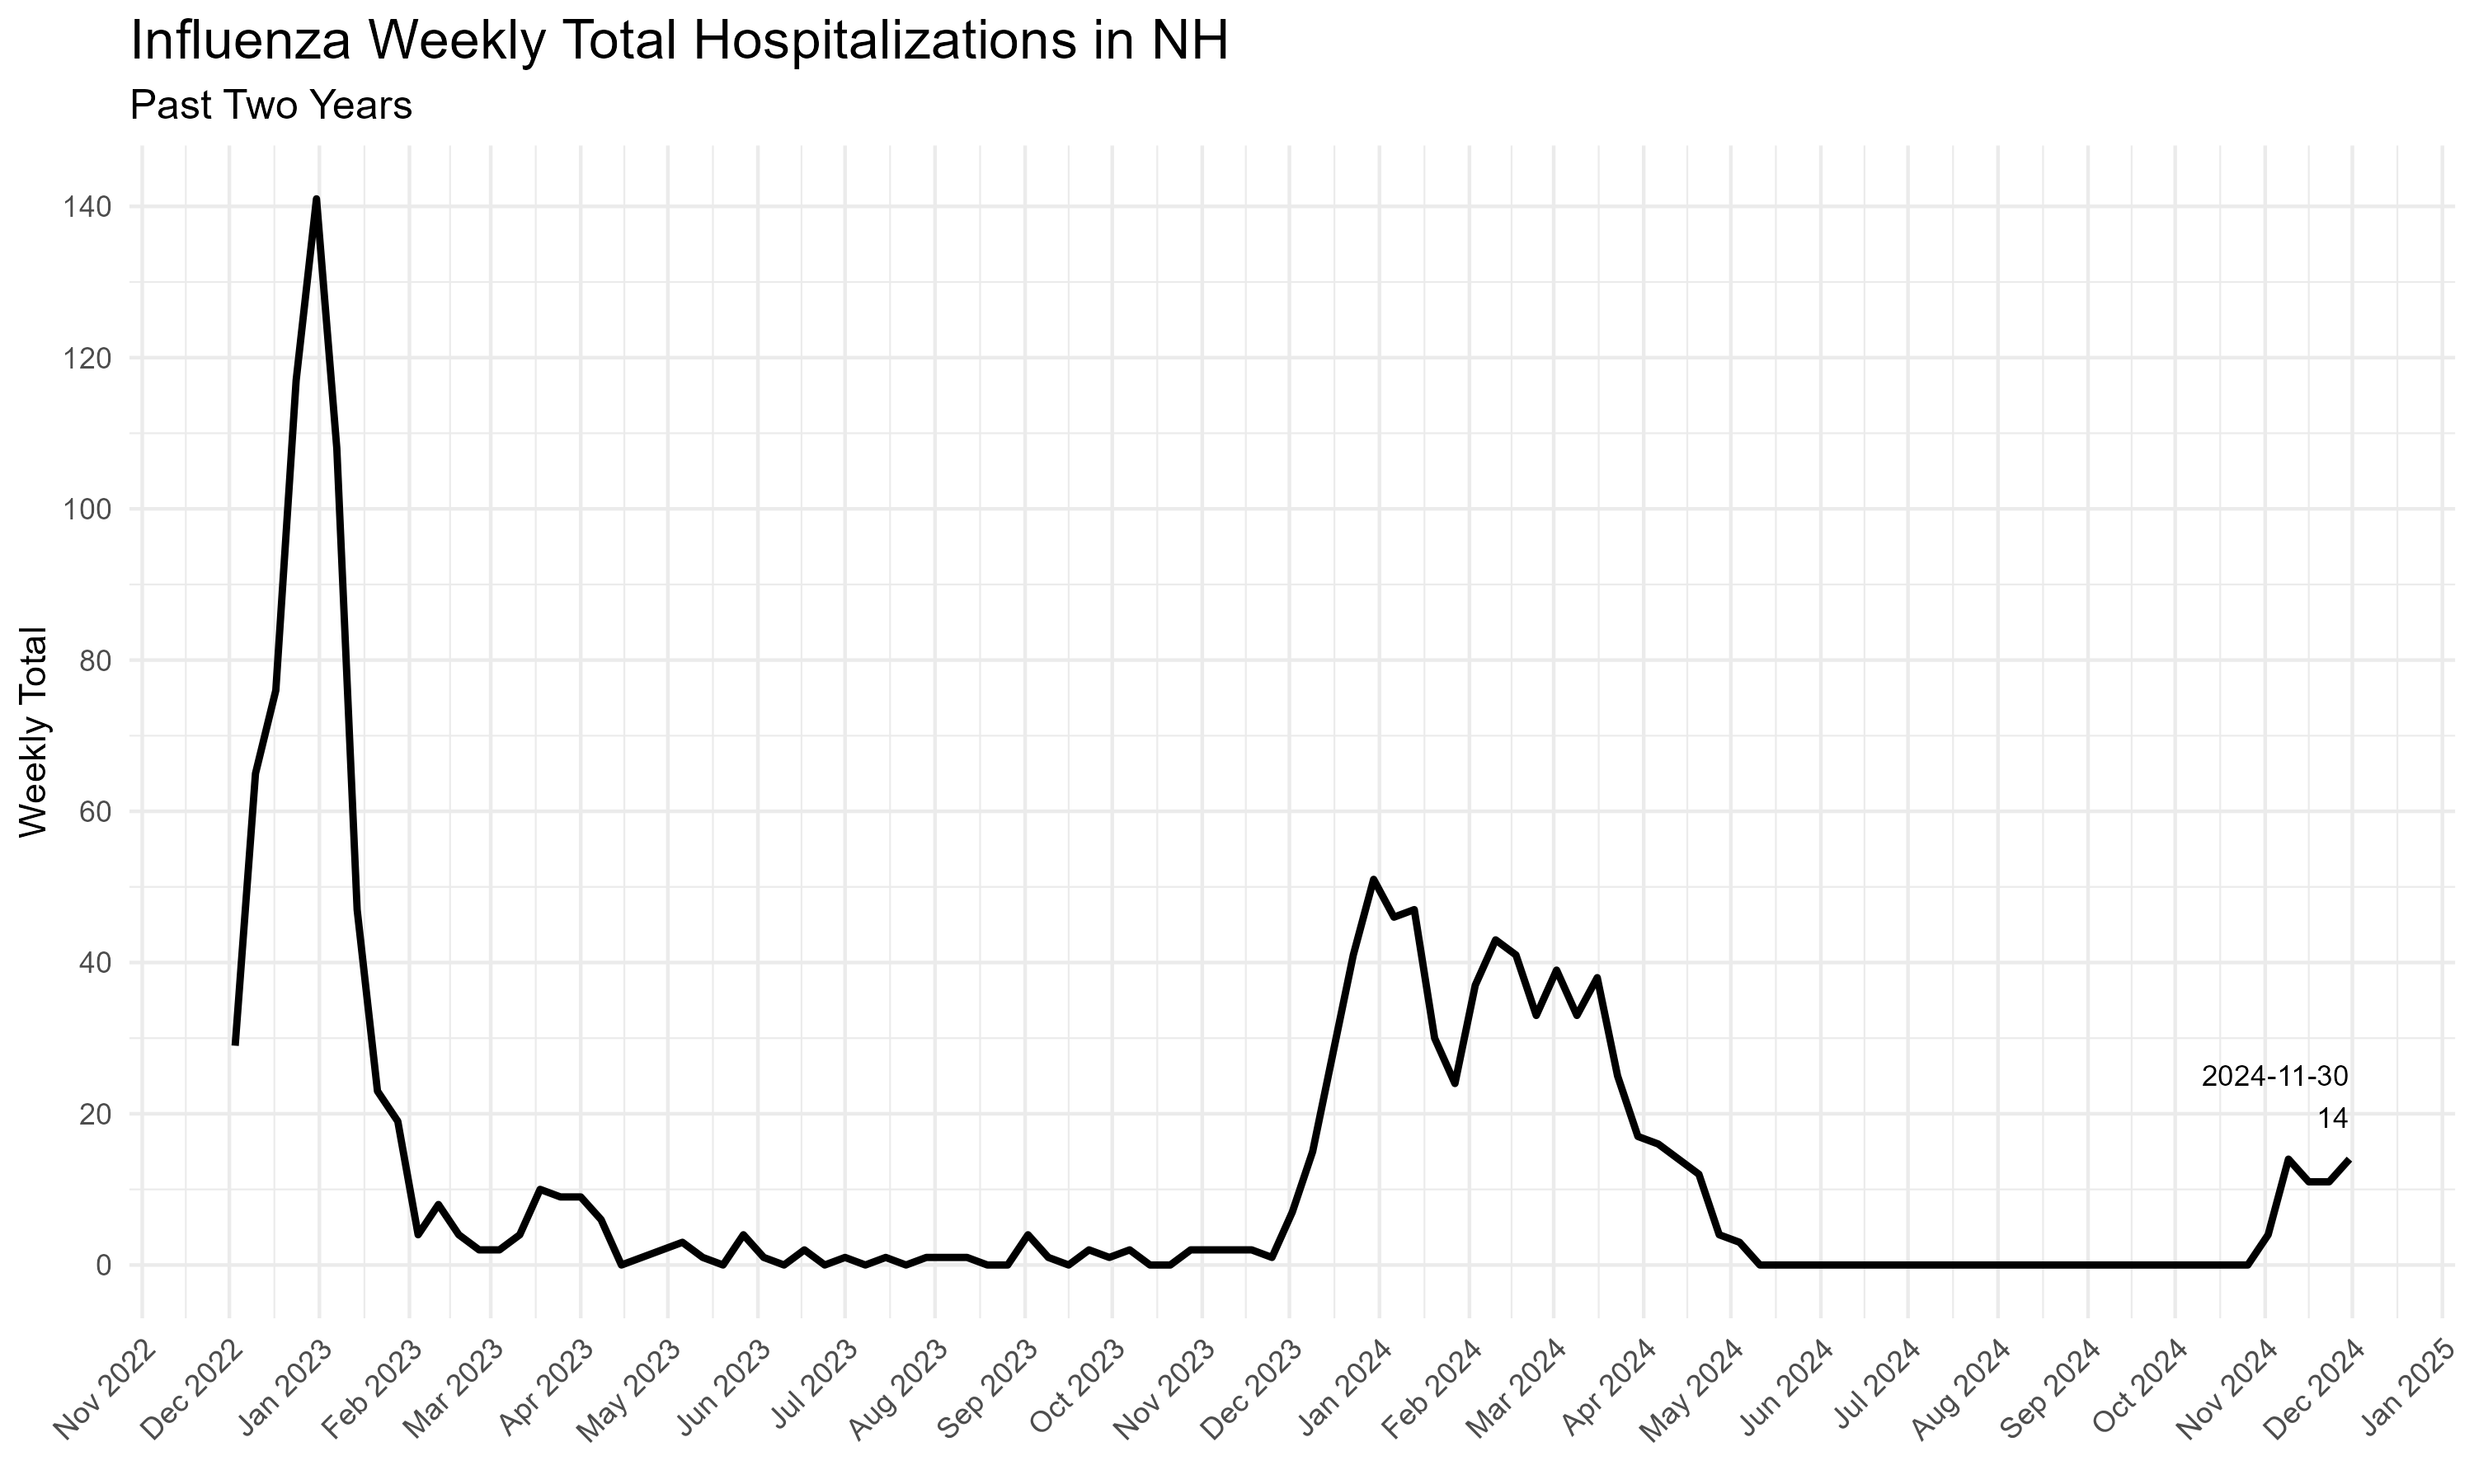 Influenza Weekly Total Hospitalizations in NH
Past Two Years
Weekly Total
140
120
100
80
60
40
20
0
2024-11-30
14
Nov 2022
Dec 2022
Jan 2023
Feb 2023
Mar 2023
Apr 2023
May 2023
Jun 2023
Jul 2023
Aug 2023
Sep 2023
Oct 2023
Nov 2023
Dec 2023
Jan 2024
Feb 2024
Mar 2024
Apr 2024
May 2024
Jun 2024
Jul 2024
Aug 2024
Sep 2024
Oct 2024
Nov 2024
Dec 2024
Jan 2025